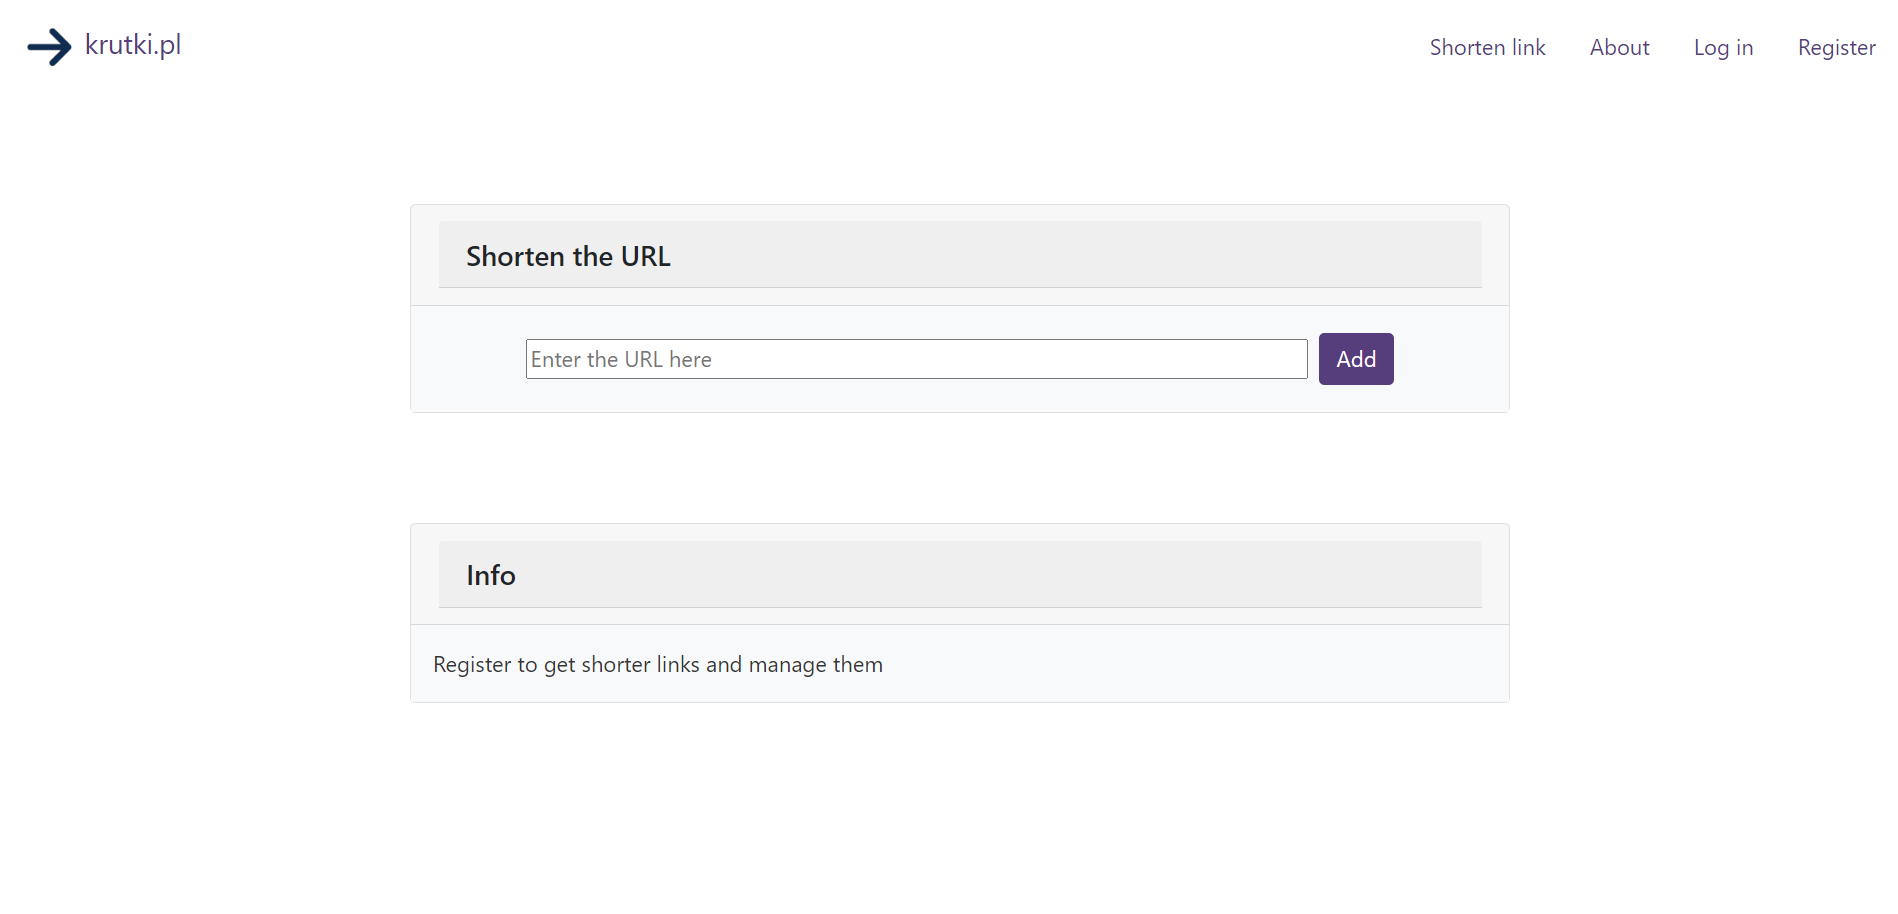 krutki.pl
Shorten link About Log in Register
Shorten the URL
Enter the URL here Add
Info
Register to get shorter links and manage them